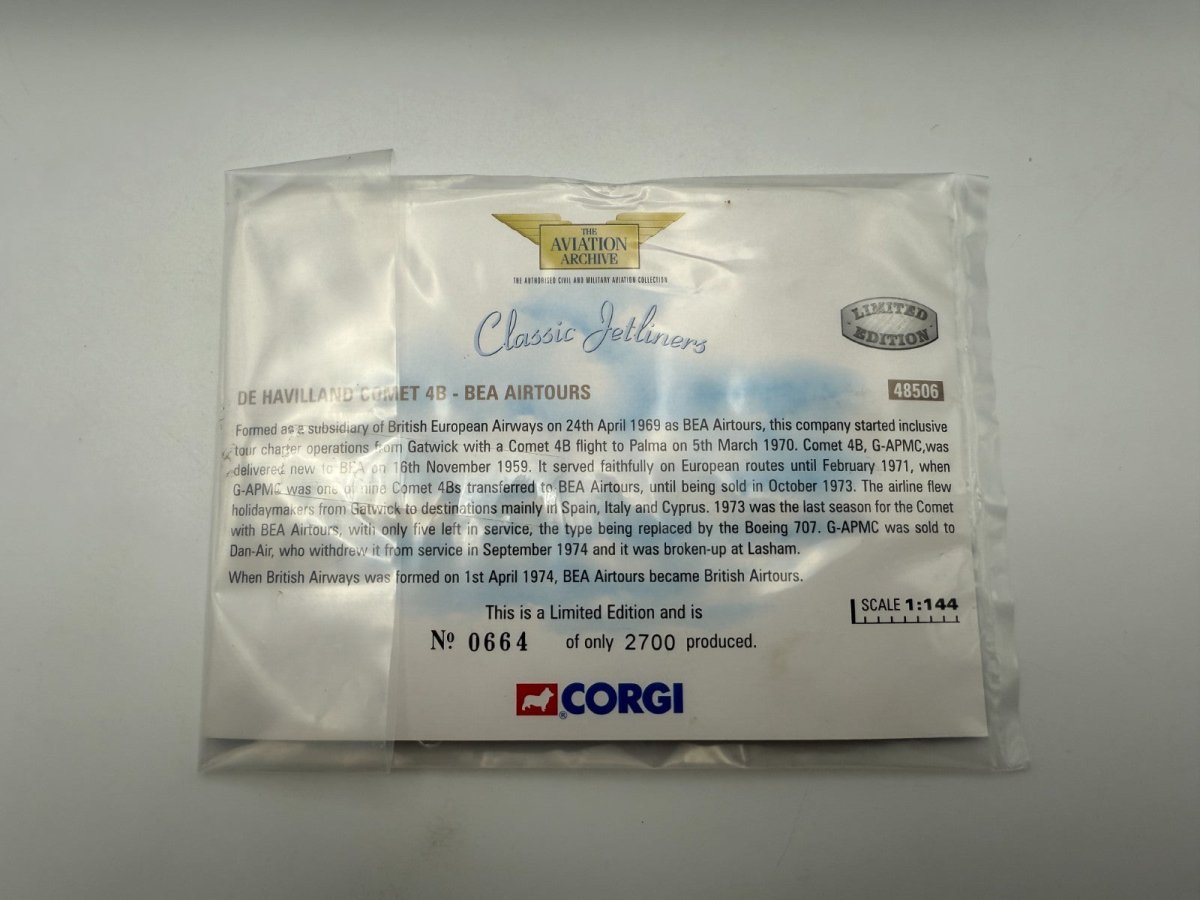 THE
AVIATION
ARCHIVE
THE AUTHORISED CIVIL AND MILITARY AVIATION COLLECTION
Classic Jetliners
LIMITED
EDITION
DE HAVILLAND COMET 4B - BEA AIRTOURS
48506
Formed as a subsidiary of British European Airways on 24th April 1969 as BEA Airtours, this company started inclusive
tour charter operations from Gatwick with a Comet 4B flight to Palma on 5th March 1970. Comet 4B, G-APMC,was
delivered new to BEA on 16th November 1959. It served faithfully on European routes until February 1971, when
G-APMC was one of nine Comet 4Bs transferred to BEA Airtours, until being sold in October 1973. The airline flew
holidaymakers from Gatwick to destinations mainly in Spain, Italy and Cyprus. 1973 was the last season for the Comet
with BEA Airtours, with only five left in service, the type being replaced by the Boeing 707. G-APMC was sold to
Dan-Air, who withdrew it from service in September 1974 and it was broken-up at Lasham.
When British Airways was formed on 1st April 1974, BEA Airtours became British Airtours.
This is a Limited Edition and is
SCALE 1:144
Nº 0664 of only 2700 produced.
® CORGI